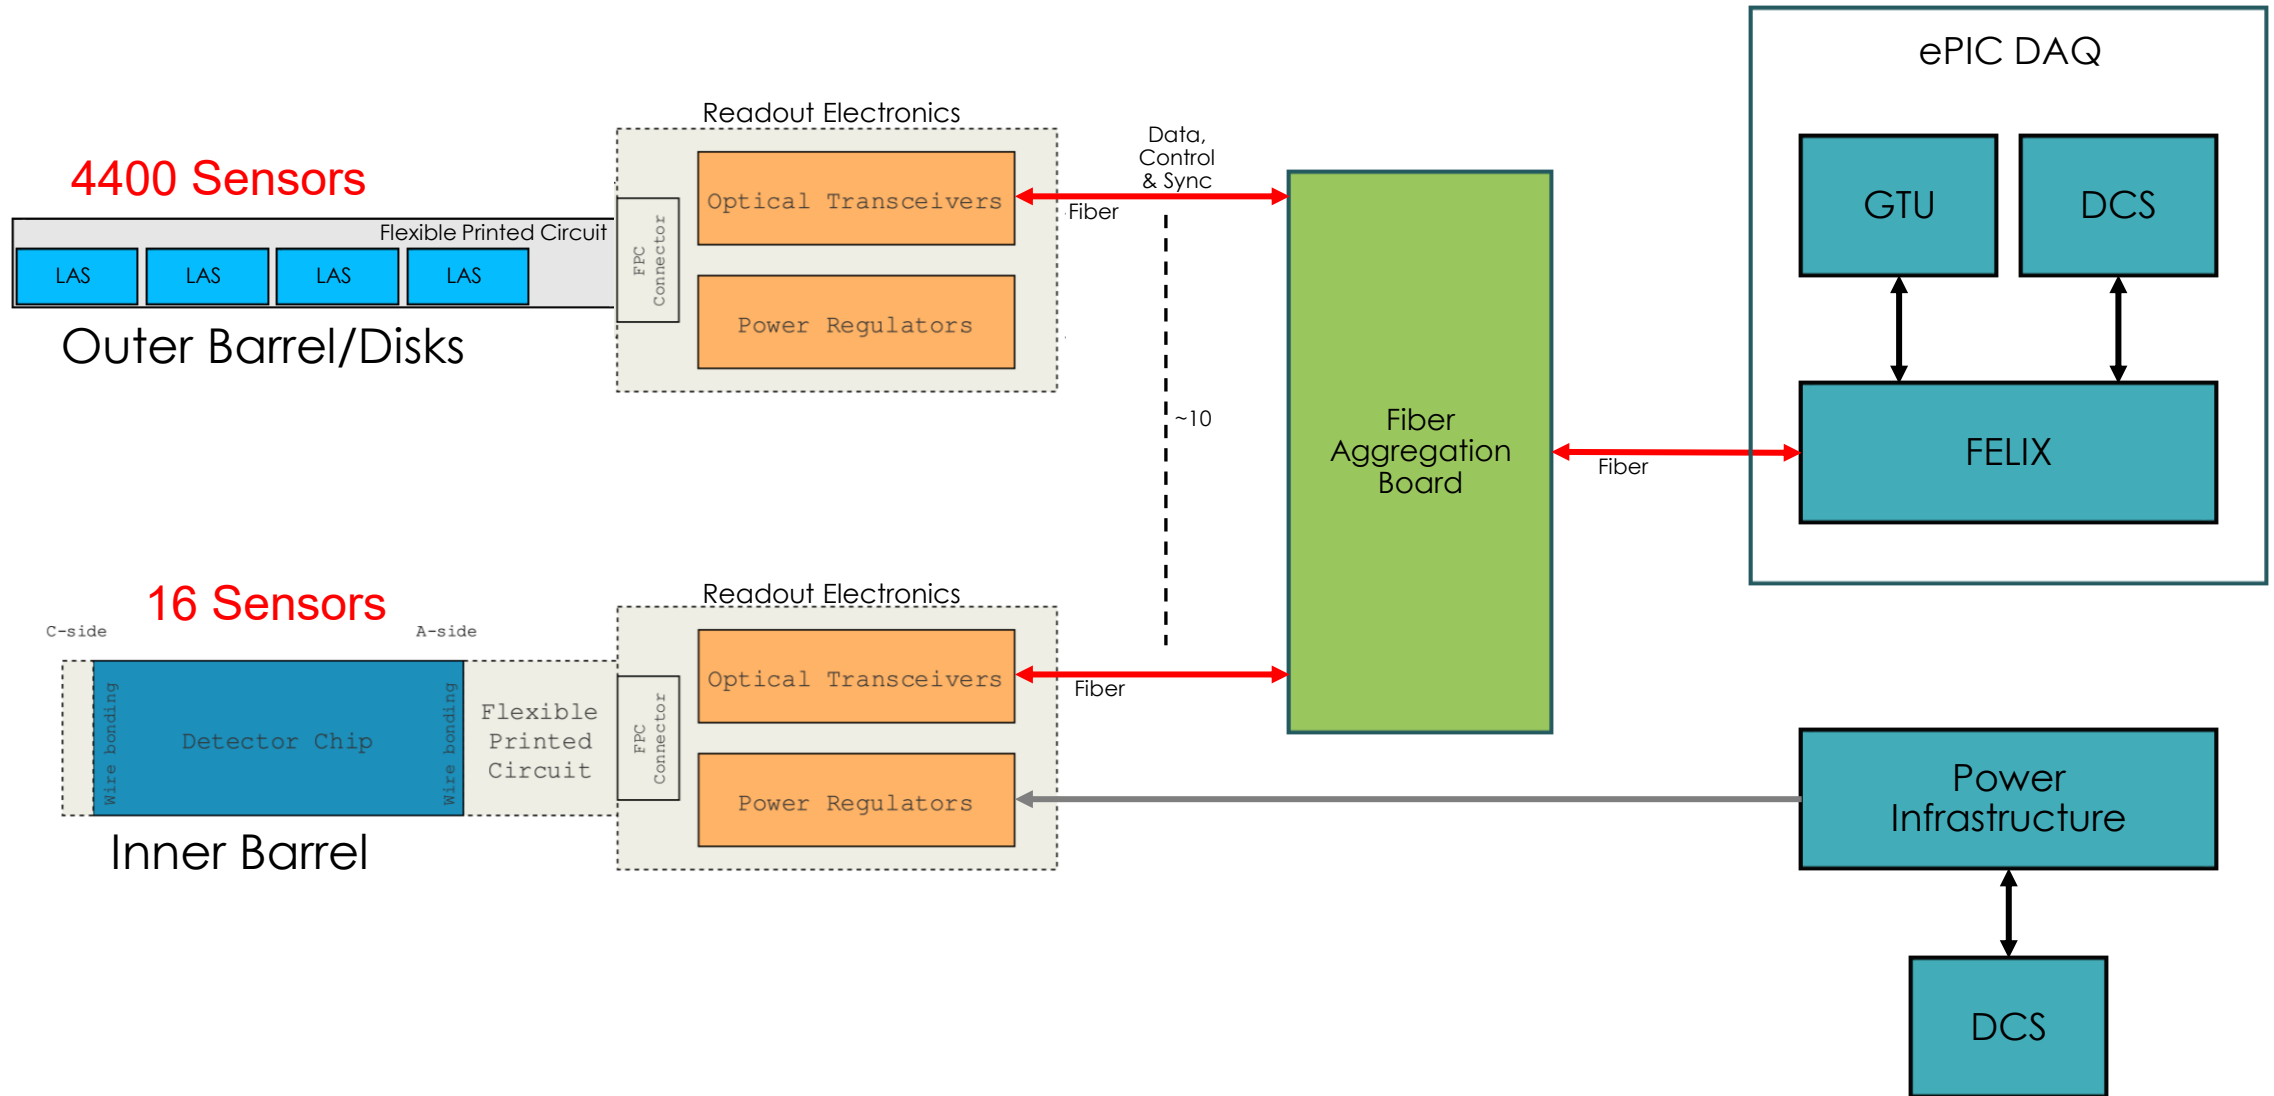 ePIC DAQ
GTU
DCS
FELIX
Readout Electronics
Optical Transceivers
Power Regulators
FPC
Connector
4400 Sensors
Flexible Printed Circuit
LAS
LAS
LAS
LAS
Outer Barrel/Disks
Data,
Control
& Sync
Fiber
~10
Fiber
Aggregation
Board
Fiber
16 Sensors
C-side
A-side
Wire bonding
Detector Chip
Wire bonding
Flexible
Printed
Circuit
Inner Barrel
Readout Electronics
FPC
Connector
Optical Transceivers
Power Regulators
Fiber
Power
Infrastructure
DCS